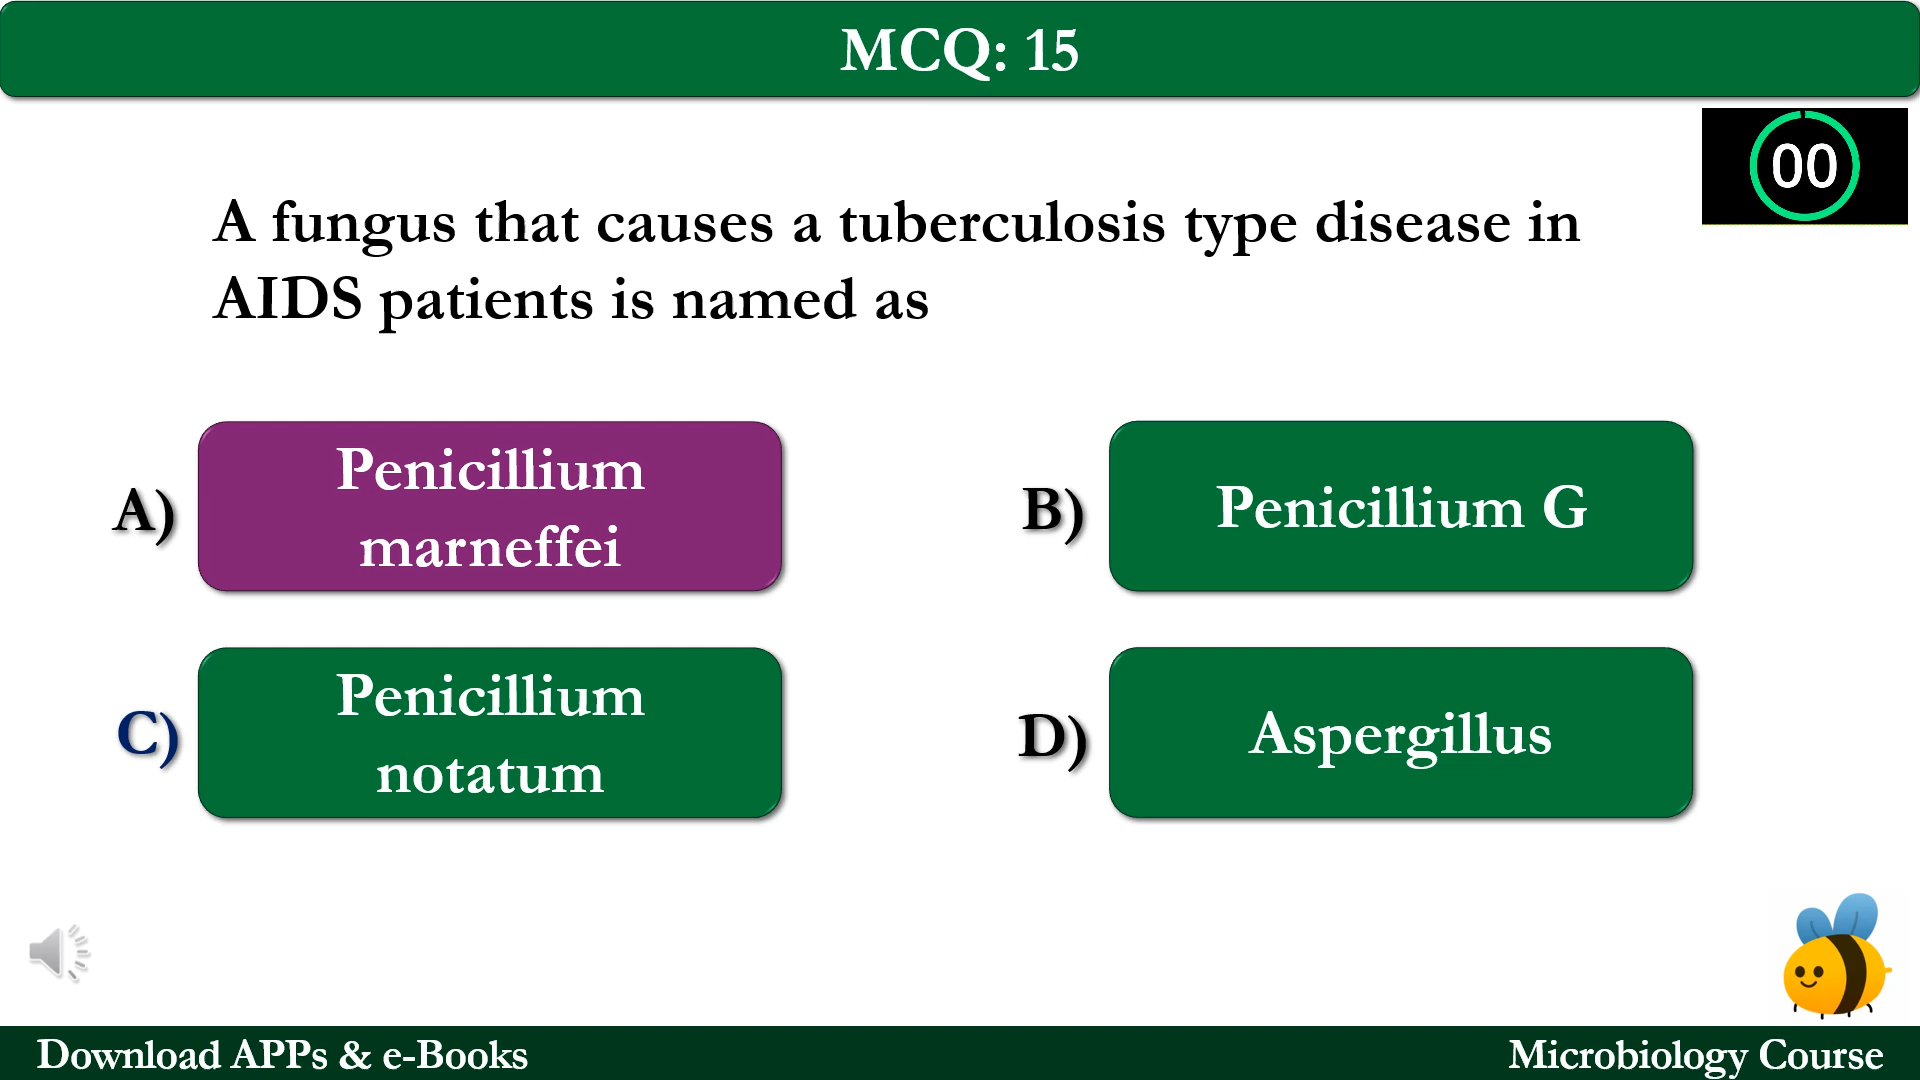 MCQ: 15
00
A fungus that causes a tuberculosis type disease in
AIDS patients is named as
A)
Penicillium
marneffei
B)
Penicillium G
C)
Penicillium
notatum
D)
Aspergillus
Download APPs & e-Books
Microbiology Course